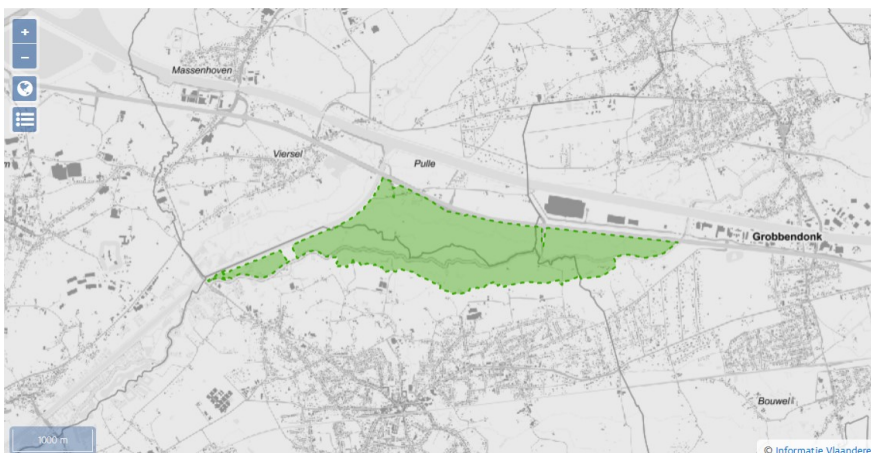 +
−
Massenhoven
Viersel
Pulle
Grobbendonk
Bouwel
1000 m
© Informatie Vlaandere